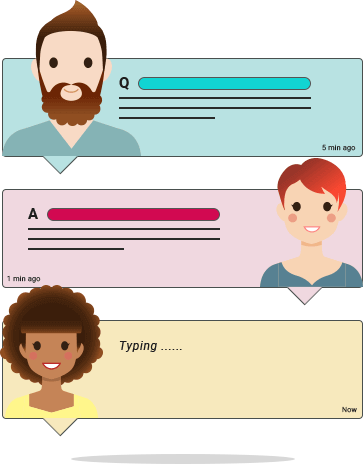 Q
5 min ago
A
1 min ago
Typing ......
Now